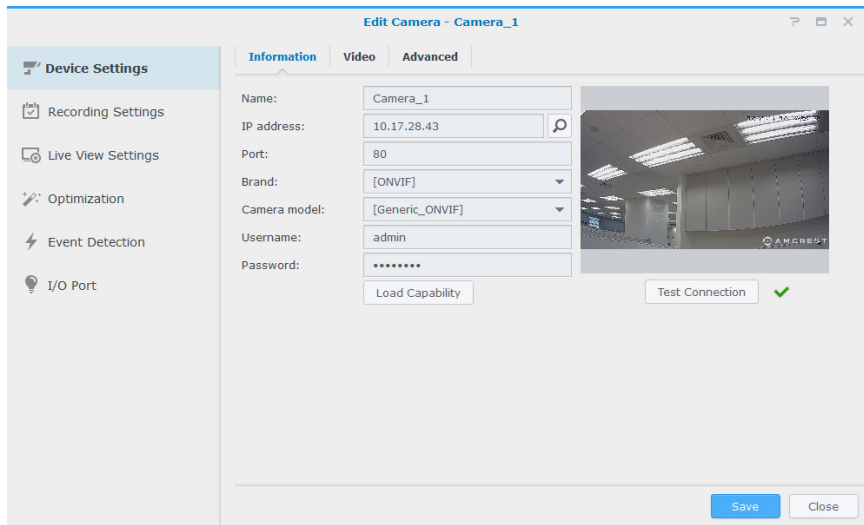 Edit Camera - Camera_1
Device Settings
Recording Settings
Live View Settings
Optimization
Event Detection
I/O Port
Information Video Advanced
Name: Camera_1
IP address: 10.17.28.43
Port: 80
Brand: [ONVIF]
Camera model: [Generic_ONVIF]
Username: admin
Password: ••••••••
Load Capability
AMCREST
Test Connection
Save Close